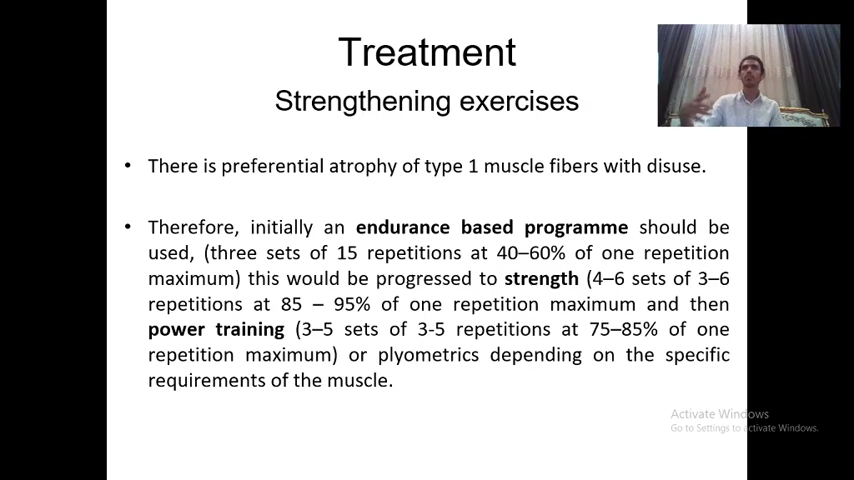 Treatment
Strengthening exercises
• There is preferential atrophy of type 1 muscle fibers with disuse.
• Therefore, initially an endurance based programme should be
used, (three sets of 15 repetitions at 40–60% of one repetition
maximum) this would be progressed to strength (4–6 sets of 3–6
repetitions at 85 – 95% of one repetition maximum and then
power training (3–5 sets of 3-5 repetitions at 75–85% of one
repetition maximum) or plyometrics depending on the specific
requirements of the muscle.
Activate Windows
Go to Settings to activate Windows.